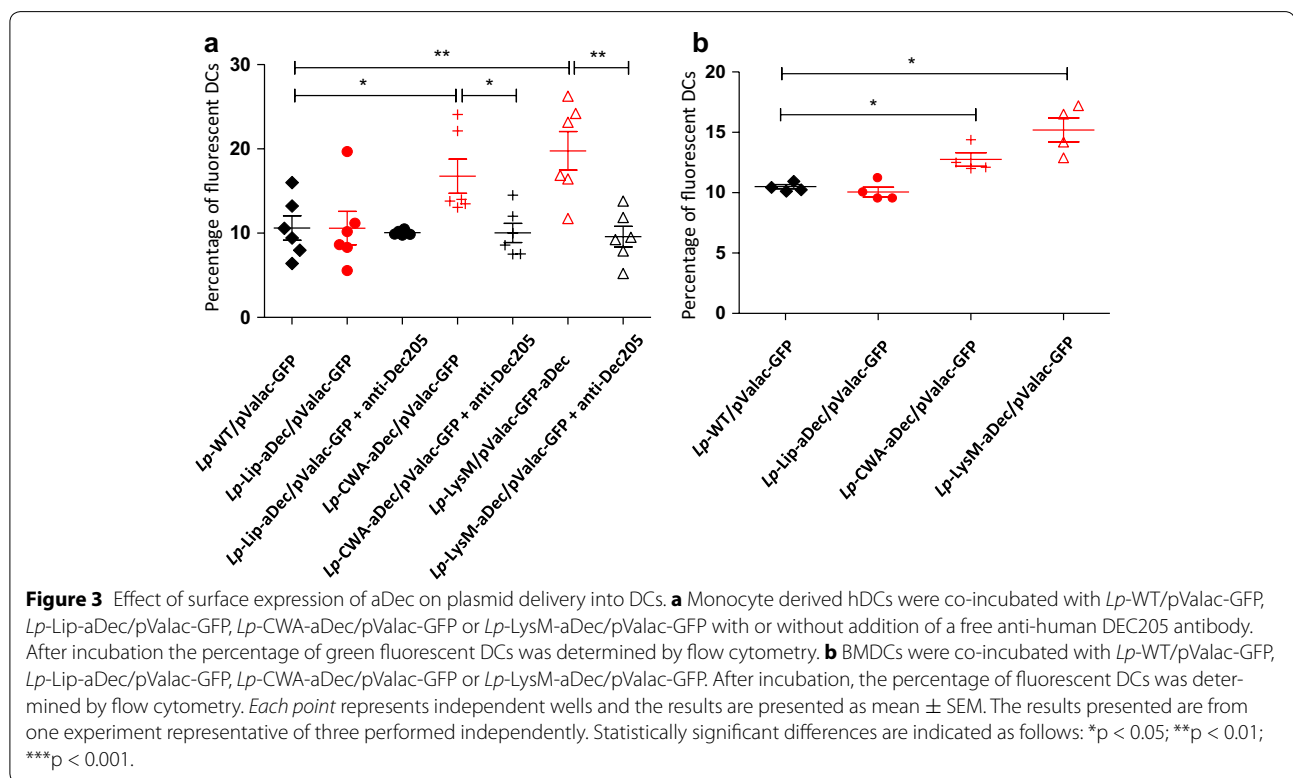 a
b
**
*
*
**
*
*
Percentage of fluorescent DCs
30
20
10
0
Lp-WT/pValac-GFP
Lp-Lip-aDec/pValac-GFP
Lp-Lip-aDec/pValac-GFP + anti-Dec205
Lp-CWA-aDec/pValac-GFP
Lp-CWA-aDec/pValac-GFP + anti-Dec205
Lp-LysM/pValac-GFP-aDec
Lp-LysM-aDec/pValac-GFP + anti-Dec205
Percentage of fluorescent DCs
20
15
10
5
0
Lp-WT/pValac-GFP
Lp-Lip-aDec/pValac-GFP
Lp-CWA-aDec/pValac-GFP
Lp-LysM-aDec/pValac-GFP
Figure 3 Effect of surface expression of aDec on plasmid delivery into DCs. a Monocyte derived hDCs were co-incubated with Lp-WT/pValac-GFP,
Lp-Lip-aDec/pValac-GFP, Lp-CWA-aDec/pValac-GFP or Lp-LysM-aDec/pValac-GFP with or without addition of a free anti-human DEC205 antibody.
After incubation the percentage of green fluorescent DCs was determined by flow cytometry. b BMDCs were co-incubated with Lp-WT/pValac-GFP,
Lp-Lip-aDec/pValac-GFP, Lp-CWA-aDec/pValac-GFP or Lp-LysM-aDec/pValac-GFP. After incubation, the percentage of fluorescent DCs was deter-
mined by flow cytometry. Each point represents independent wells and the results are presented as mean ± SEM. The results presented are from
one experiment representative of three performed independently. Statistically significant differences are indicated as follows: *p < 0.05; **p < 0.01;
***p < 0.001.